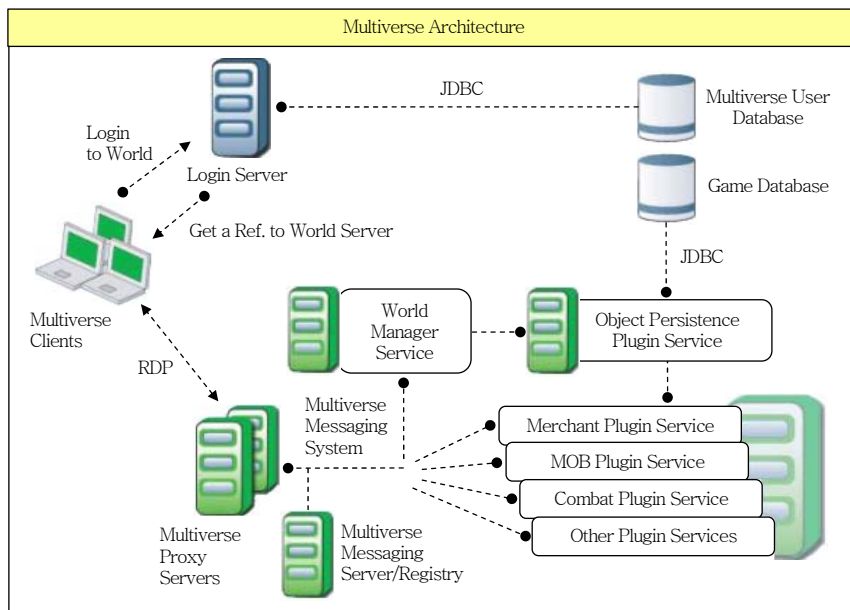 Multiverse Architecture
JDBC
Multiverse User
Database
Login
to World
Login Server
Game Database
Get a Ref. to World Server
JDBC
Multiverse
Clients
World
Manager
Service
Object Persistence
Plugin Service
RDP
Multiverse
Messaging
System
Merchant Plugin Service
MOB Plugin Service
Combat Plugin Service
Other Plugin Services
Multiverse
Proxy
Servers
Multiverse
Messaging
Server/Registry